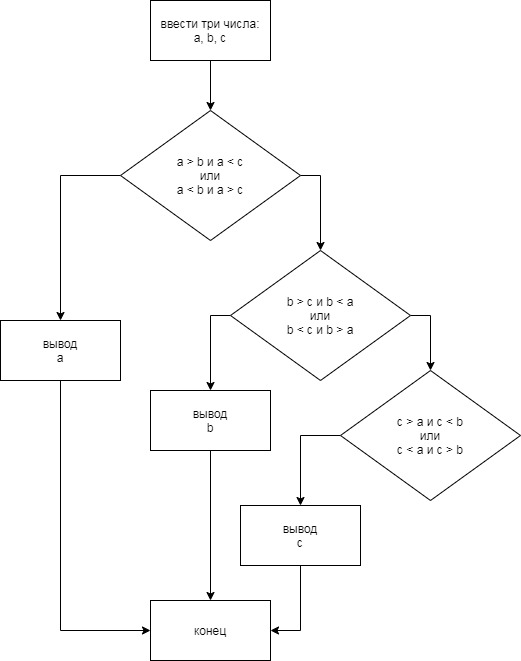 ввести три числа:
a, b, c
a > b и a < c
или
a < b и a > c
b > c и b < a
или
b < c и b > a
вывод
a
вывод
b
c > a и c < b
или
c < a и c > b
вывод
c
конец